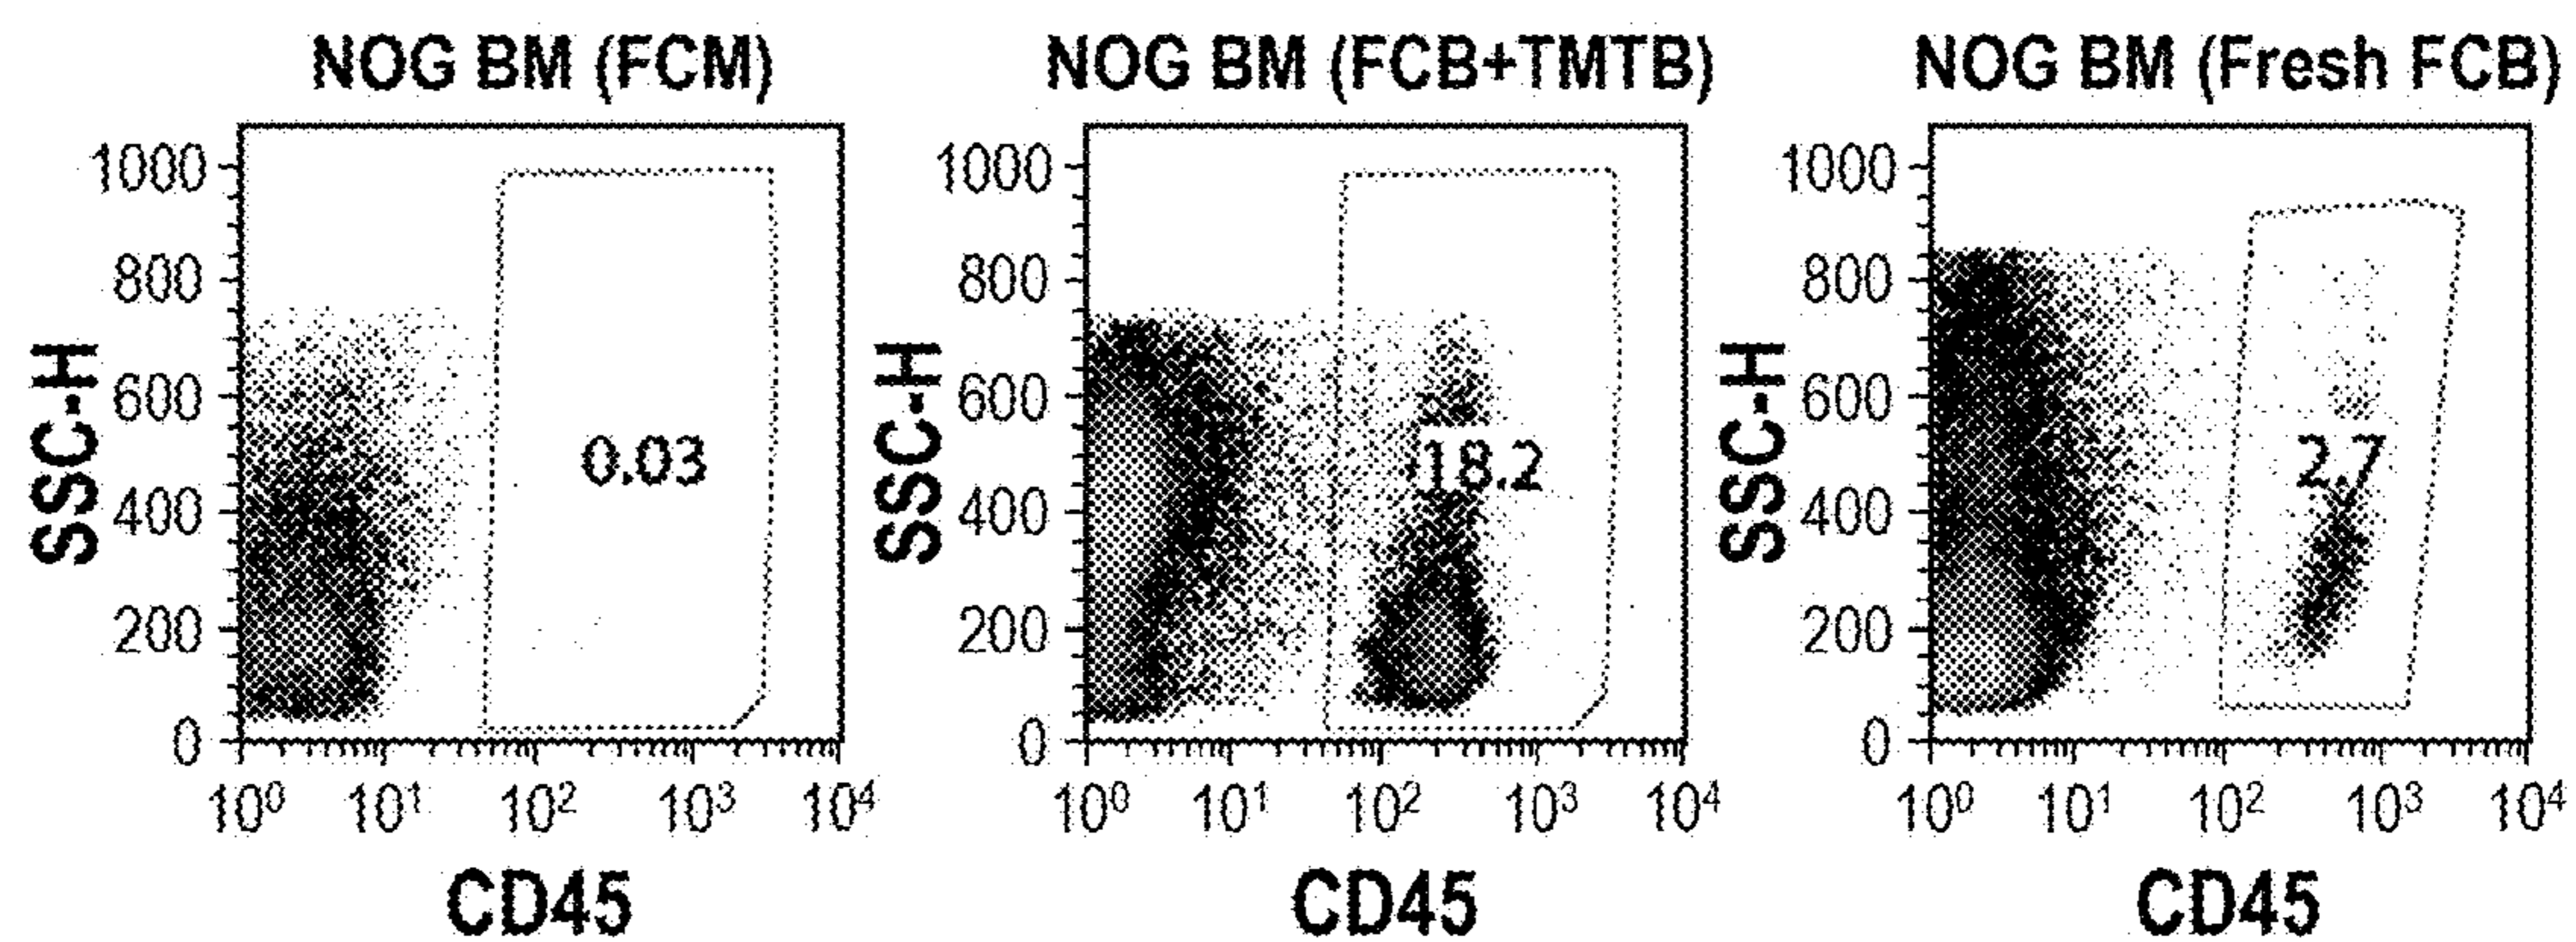 NOG BM (FCM)
SSC-H
1000
800
600
400
200
0
0.03
10⁰ 10¹ 10² 10³ 10⁴
CD45
NOG BM (FCB+TMTB)
SSC-H
1000
800
600
400
200
0
18.2
10⁰ 10¹ 10² 10³ 10⁴
CD45
NOG BM (Fresh FCB)
SSC-H
1000
800
600
400
200
0
2.7
10⁰ 10¹ 10² 10³ 10⁴
CD45